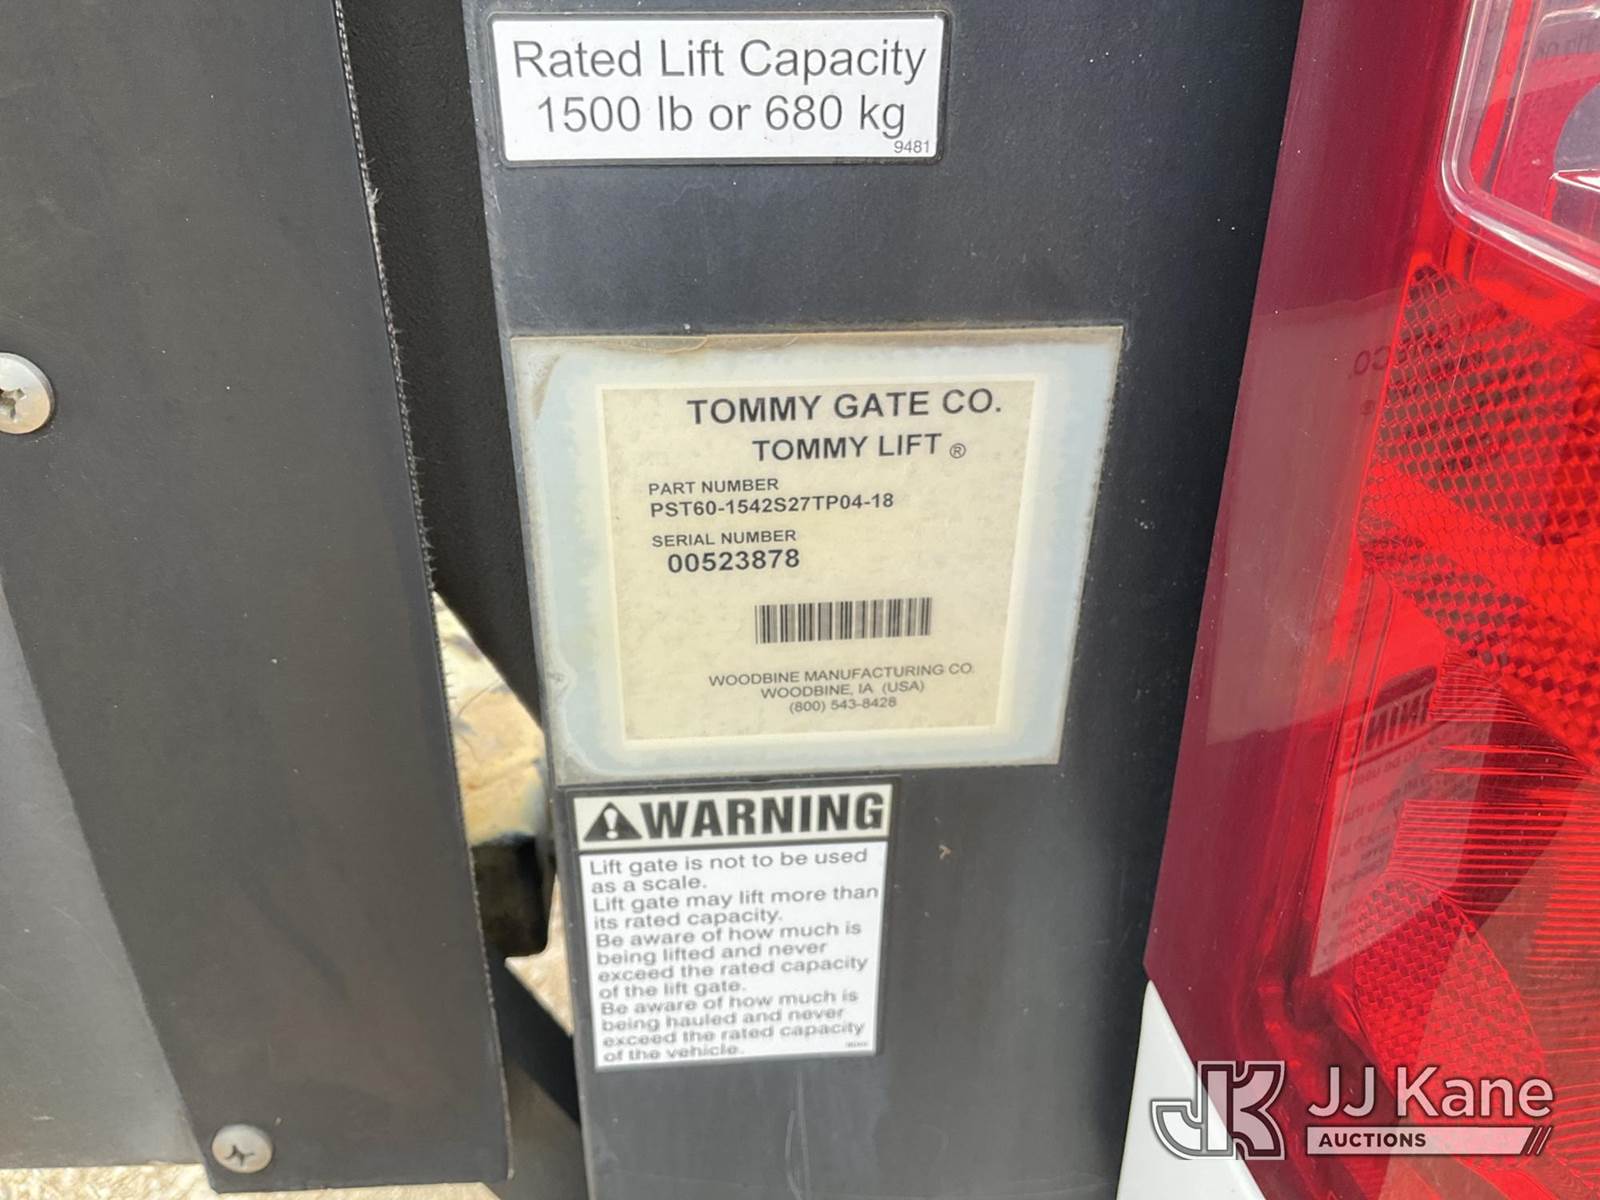 Rated Lift Capacity
1500 lb or 680 kg
9481
TOMMY GATE CO.
TOMMY LIFT ®
PART NUMBER
PST60-1542S27TP04-18
SERIAL NUMBER
00523878
WOODBINE MANUFACTURING CO.
WOODBINE, IA (USA)
(800) 543-8428
WARNING
Lift gate is not to be used
as a scale.
Lift gate may lift more than
its rated capacity.
Be aware of how much is
being lifted and never
exceed the rated capacity
of the lift gate.
Be aware of how much is
being hauled and never
exceed the rated capacity
of the vehicle.
JJ Kane
AUCTIONS